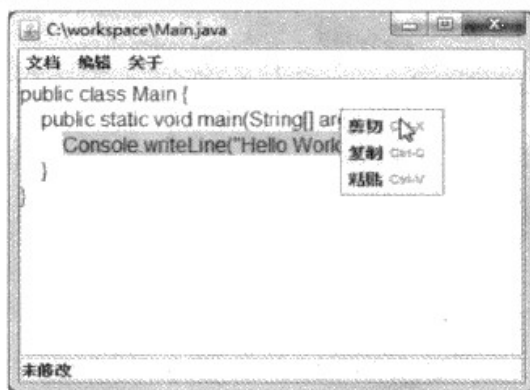 C:\workspace\Main.java
文档 编辑 关于
public class Main {
public static void main(String[] ar
Console writeLine("Hello Work
}
}
剪切
复制 Ctrl-C
粘贴 Ctrl-V
未修改